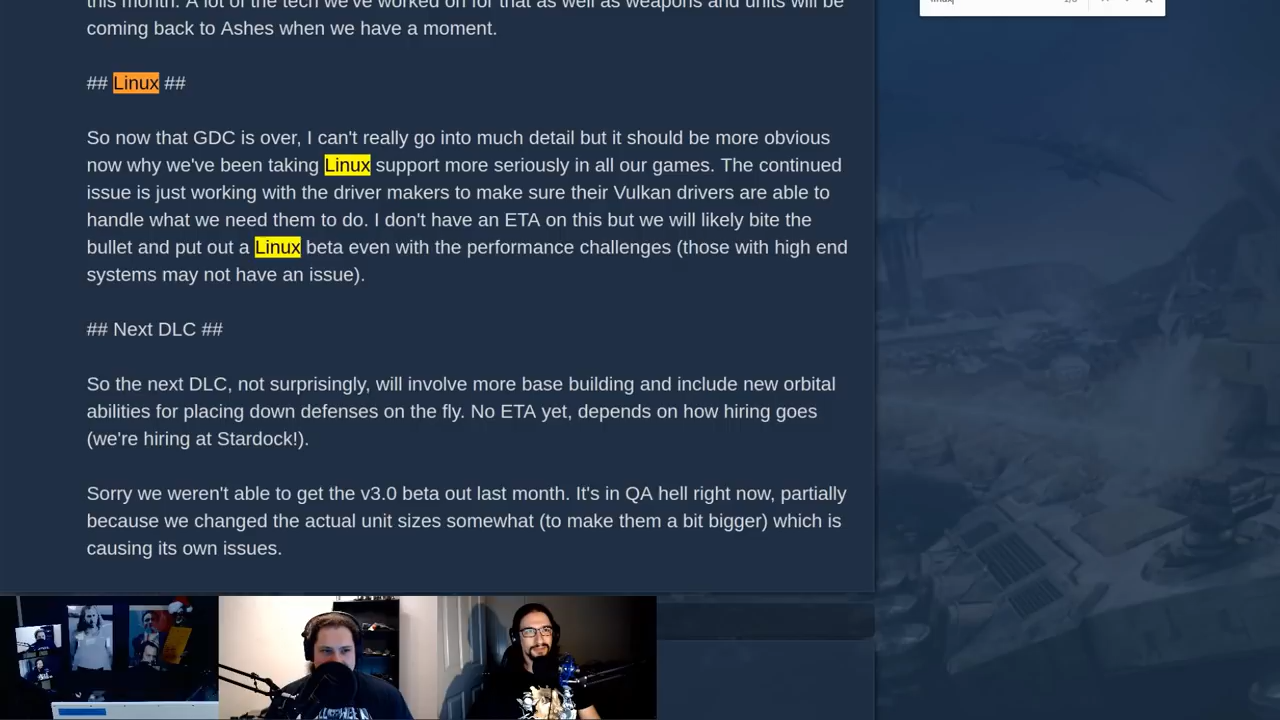 this month. A lot of the tech we've worked on for that as well as weapons and units will be
coming back to Ashes when we have a moment.
## Linux ##
So now that GDC is over, I can't really go into much detail but it should be more obvious
now why we've been taking Linux support more seriously in all our games. The continued
issue is just working with the driver makers to make sure their Vulkan drivers are able to
handle what we need them to do. I don't have an ETA on this but we will likely bite the
bullet and put out a Linux beta even with the performance challenges (those with high end
systems may not have an issue).
## Next DLC ##
So the next DLC, not surprisingly, will involve more base building and include new orbital
abilities for placing down defenses on the fly. No ETA yet, depends on how hiring goes
(we're hiring at Stardock!).
Sorry we weren't able to get the v3.0 beta out last month. It's in QA hell right now, partially
because we changed the actual unit sizes somewhat (to make them a bit bigger) which is
causing its own issues.